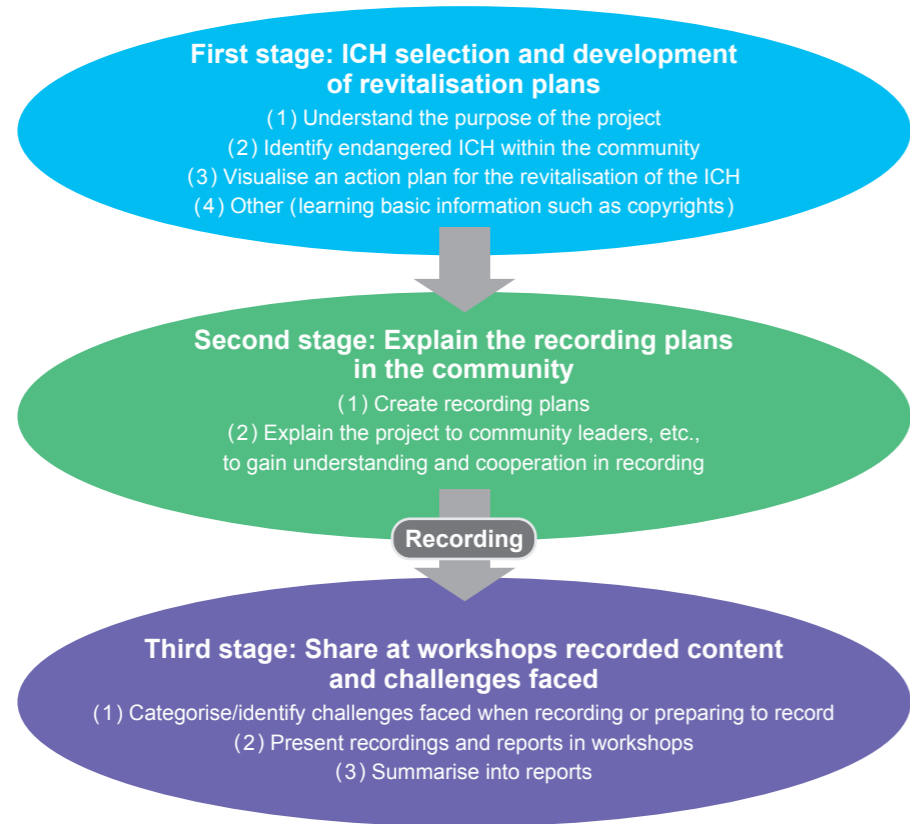 First stage: ICH selection and development
of revitalisation plans
(1) Understand the purpose of the project
(2) Identify endangered ICH within the community
(3) Visualise an action plan for the revitalisation of the ICH
(4) Other (learning basic information such as copyrights)
Second stage: Explain the recording plans
in the community
(1) Create recording plans
(2) Explain the project to community leaders, etc.,
to gain understanding and cooperation in recording
Recording
Third stage: Share at workshops recorded content
and challenges faced
(1) Categorise/identify challenges faced when recording or preparing to record
(2) Present recordings and reports in workshops
(3) Summarise into reports